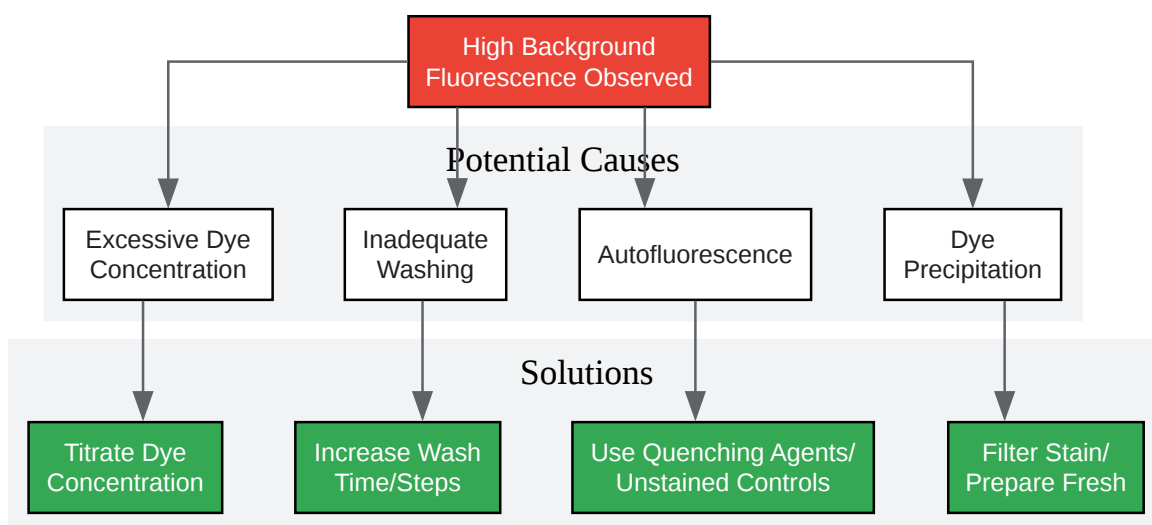 High Background
Fluorescence Observed
Potential Causes
Excessive Dye
Concentration
Inadequate
Washing
Autofluorescence
Dye
Precipitation
Solutions
Titrate Dye
Concentration
Increase Wash
Time/Steps
Use Quenching Agents/
Unstained Controls
Filter Stain/
Prepare Fresh